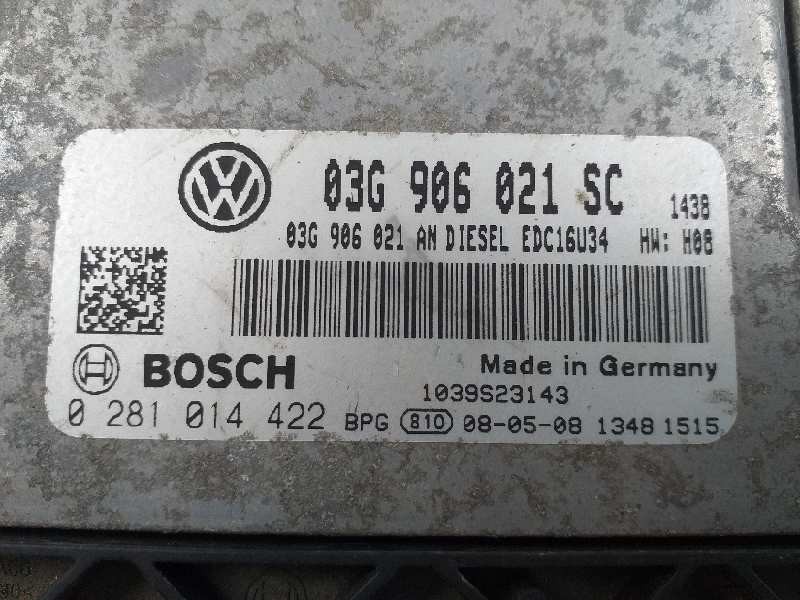 03G 906 021 SC 1438
03G 906 021 AN DIESEL EDC16U34 HW: H08
BOSCH Made in Germany
1039S23143
0 281 014 422 BPG 810 08-05-08 1348 1515